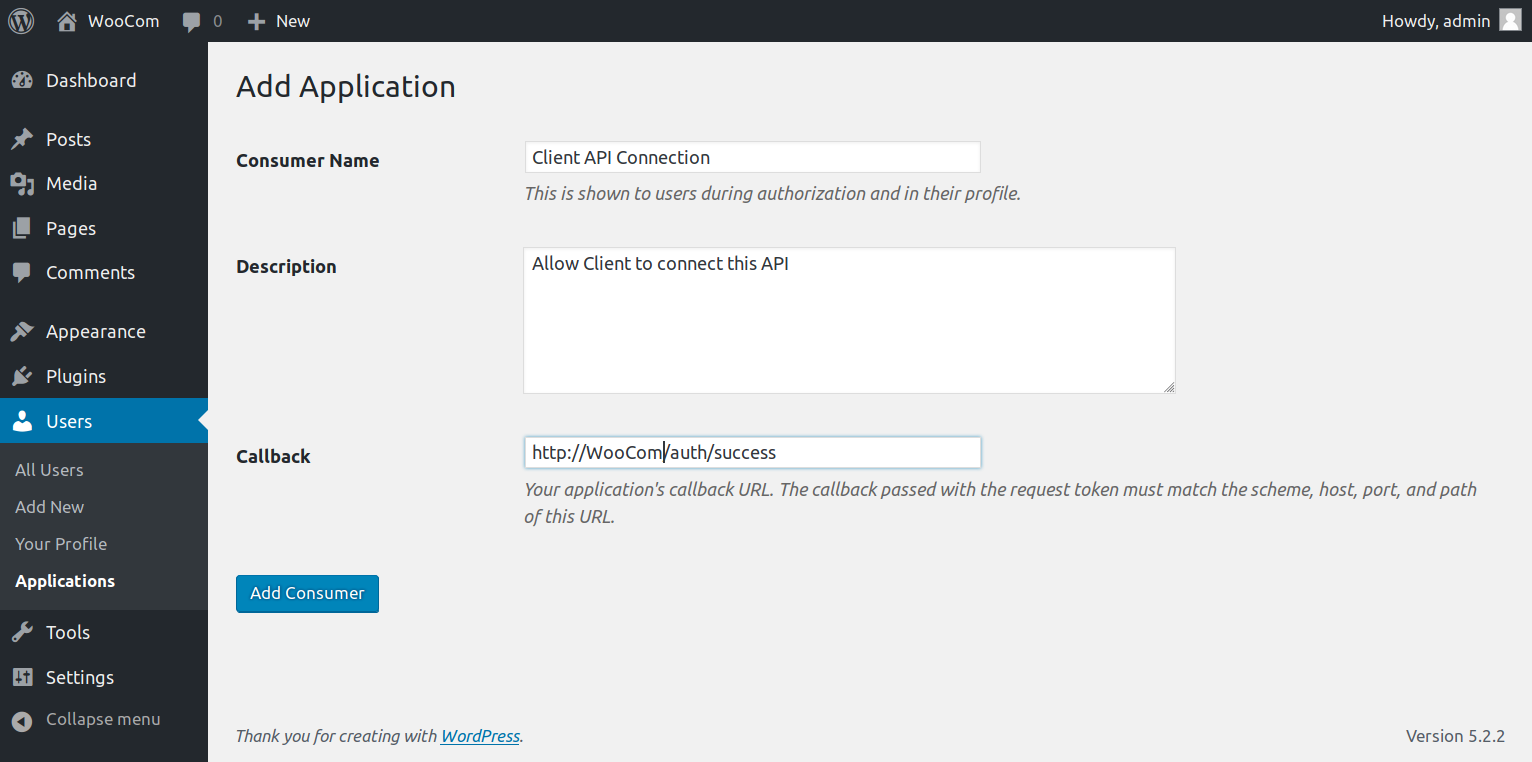 WooCom 0 New Howdy, admin
Dashboard
Posts
Media
Pages
Comments
Appearance
Plugins
Users
All Users
Add New
Your Profile
Applications
Tools
Settings
Collapse menu
Add Application
Consumer Name Client API Connection
This is shown to users during authorization and in their profile.
Description Allow Client to connect this API
Callback http://WooCom/auth/success
Your application's callback URL. The callback passed with the request token must match the scheme, host, port, and path
of this URL.
Add Consumer
Thank you for creating with WordPress. Version 5.2.2